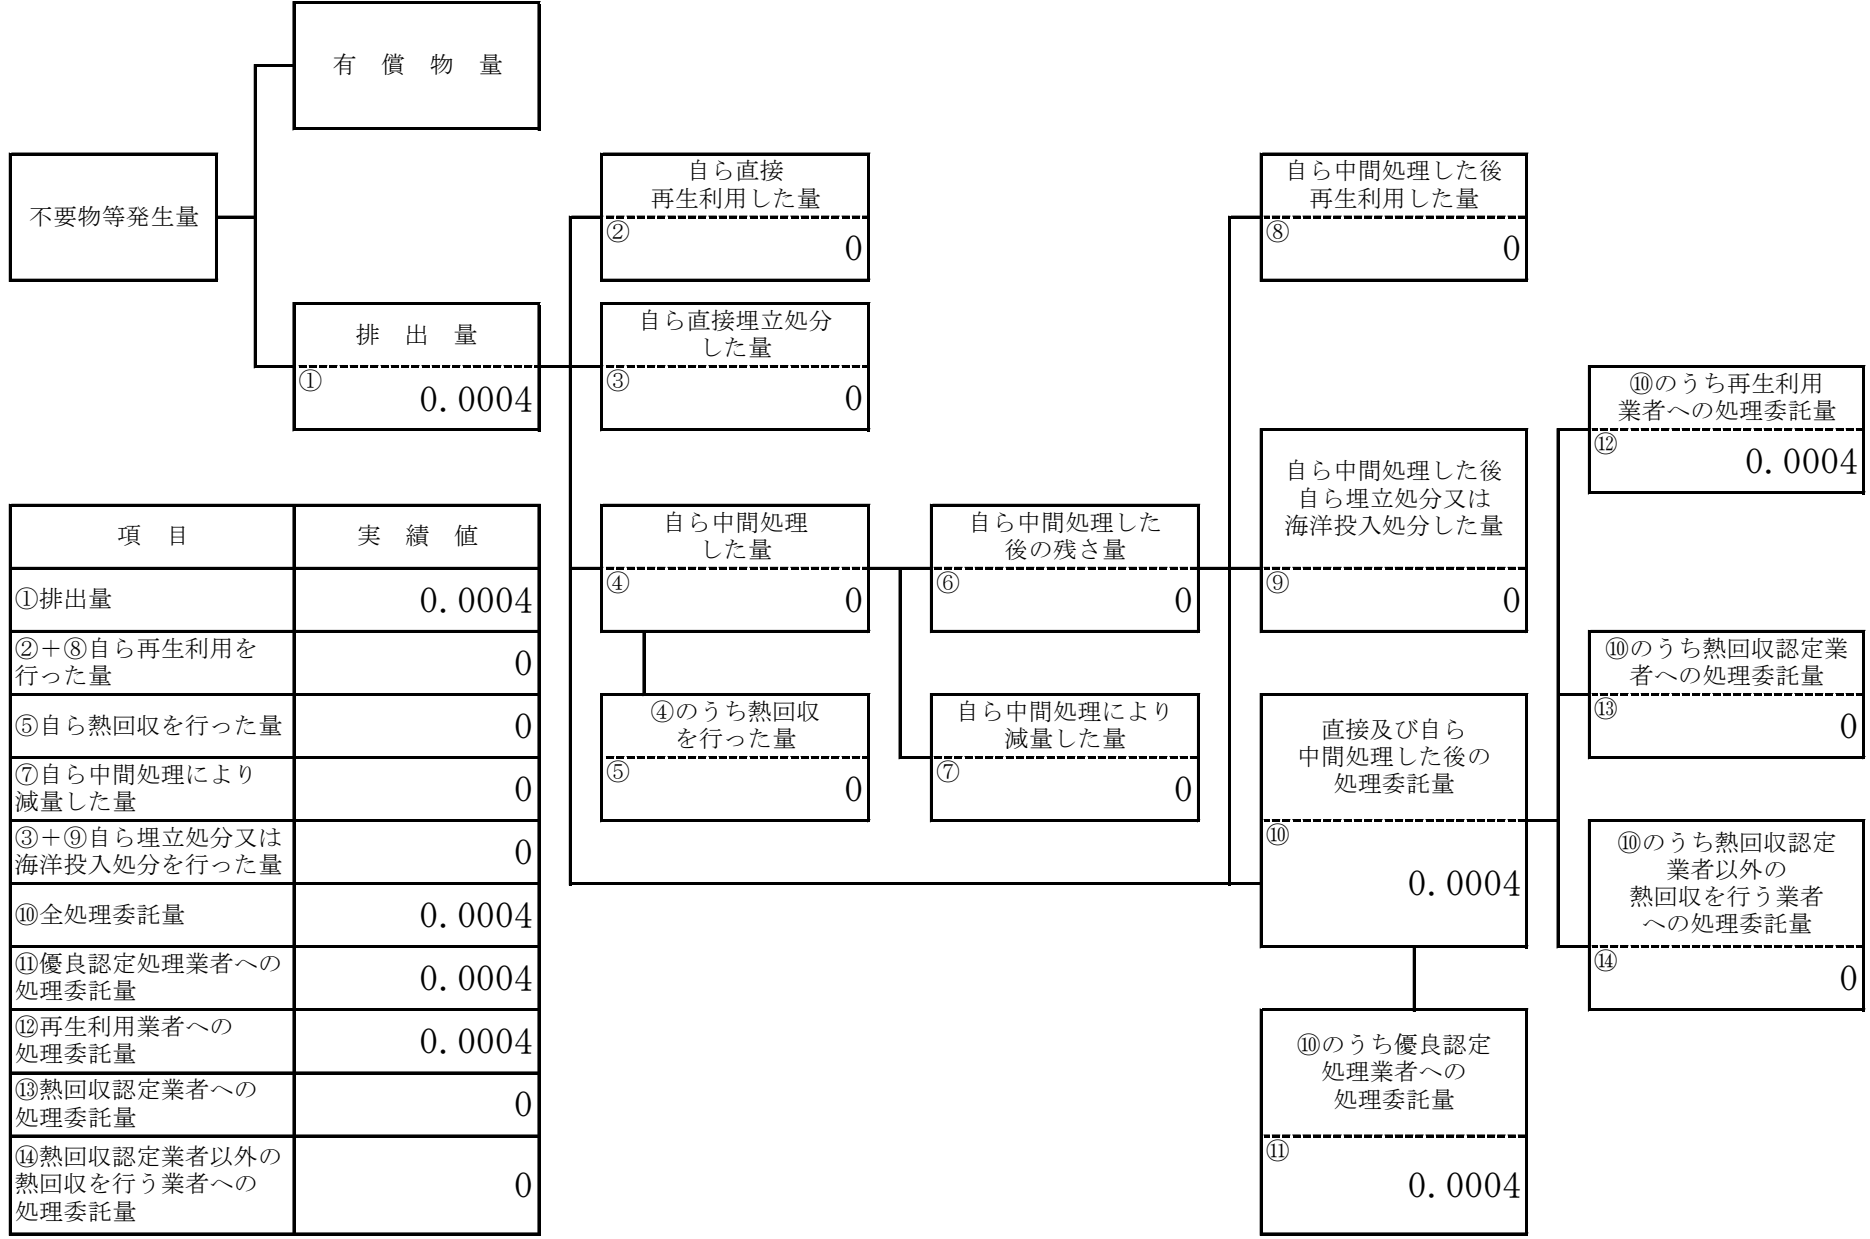 有　償　物　量
不要物等発生量
排　出　量
①
0.0004
自ら直接
再生利用した量
②
0
自ら直接埋立処分
した量
③
0
自ら中間処理
した量
④
0
④のうち熱回収
を行った量
⑤
0
自ら中間処理した
後の残さ量
⑥
0
自ら中間処理により
減量した量
⑦
0
自ら中間処理した後
再生利用した量
⑧
0
自ら中間処理した後
自ら埋立処分又は
海洋投入処分した量
⑨
0
直接及び自ら
中間処理した後の
処理委託量
⑩
0.0004
⑩のうち優良認定
処理業者への
処理委託量
⑪
0.0004
⑩のうち再生利用
業者への処理委託量
⑫
0.0004
⑩のうち熱回収認定業
者への処理委託量
⑬
0
⑩のうち熱回収認定
業者以外の
熱回収を行う業者
への処理委託量
⑭
0
項　目　実　績　値
①排出量　0.0004
②＋⑧自ら再生利用を
行った量　0
⑤自ら熱回収を行った量　0
⑦自ら中間処理により
減量した量　0
③＋⑨自ら埋立処分又は
海洋投入処分を行った量　0
⑩全処理委託量　0.0004
⑪優良認定処理業者への
処理委託量　0.0004
⑫再生利用業者への
処理委託量　0.0004
⑬熱回収認定業者への
処理委託量　0
⑭熱回収認定業者以外の
熱回収を行う業者への
処理委託量　0